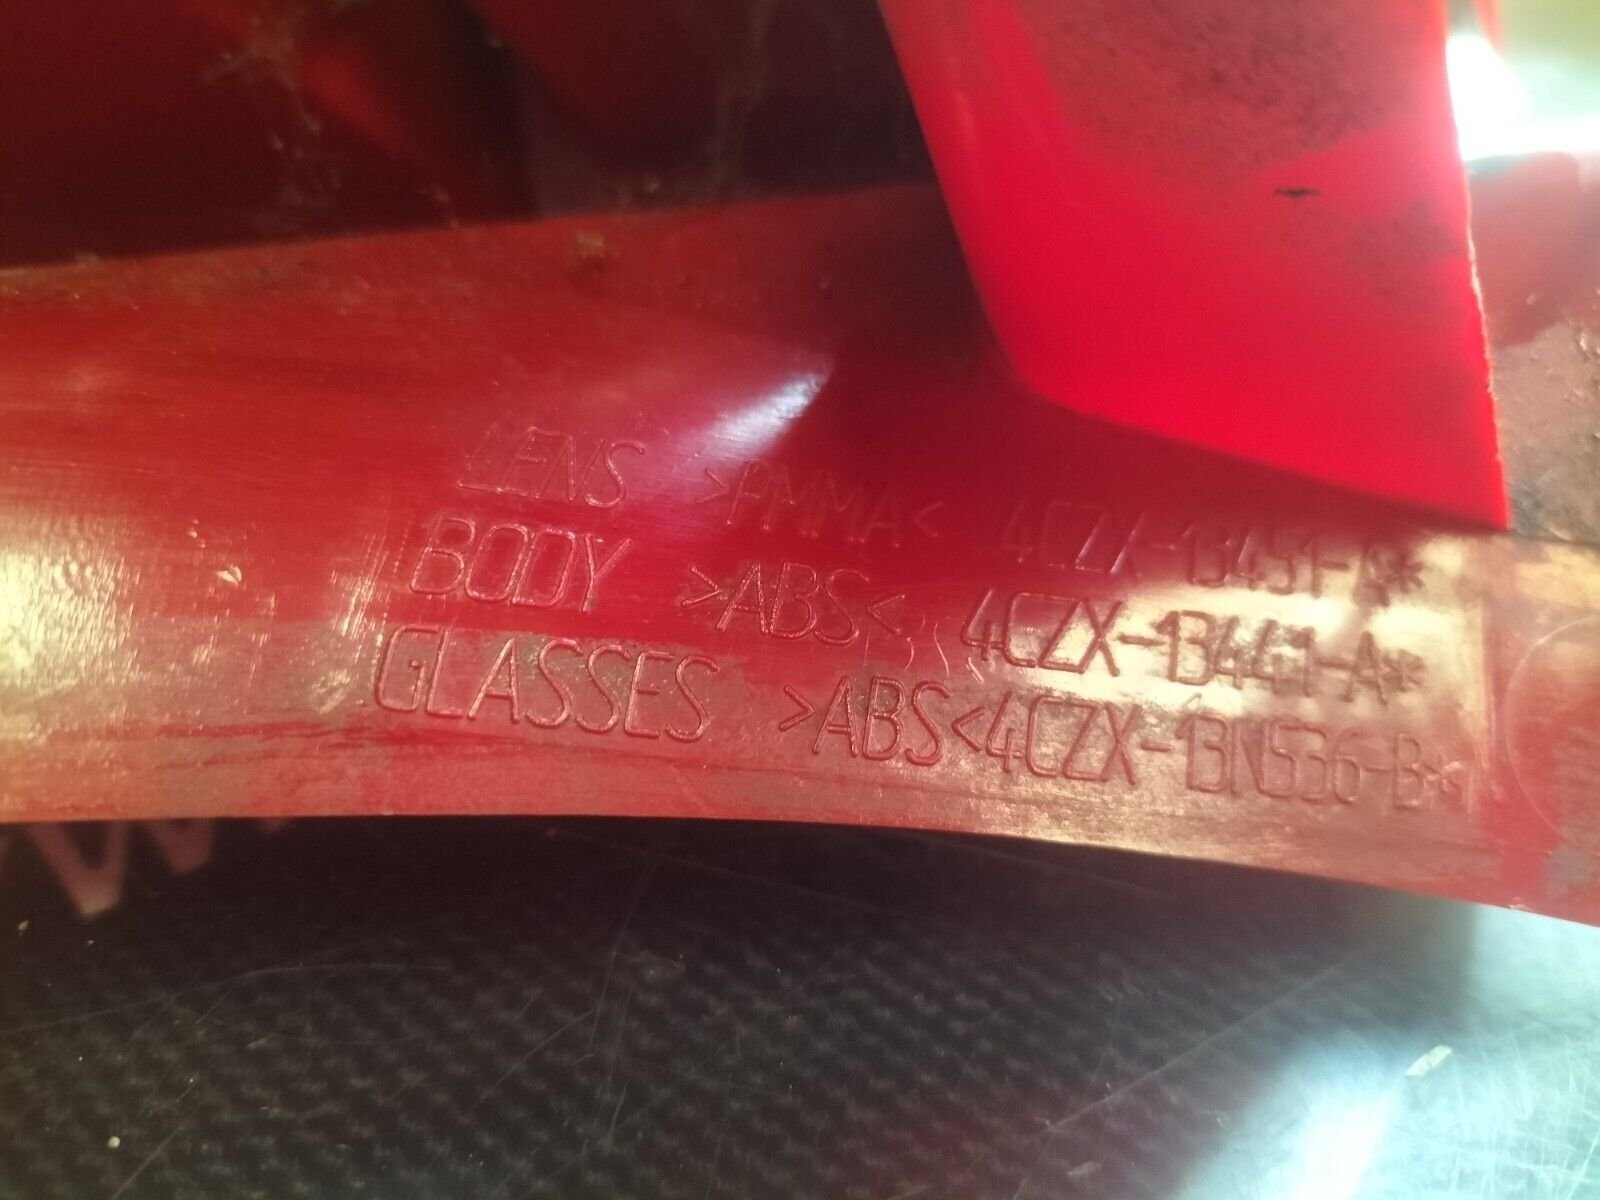 LENS >PMMA< 4CZX-13451-A*
BODY >ABS< 4CZX-13441-A*
GLASSES >ABS<4CZX-13N536-B*